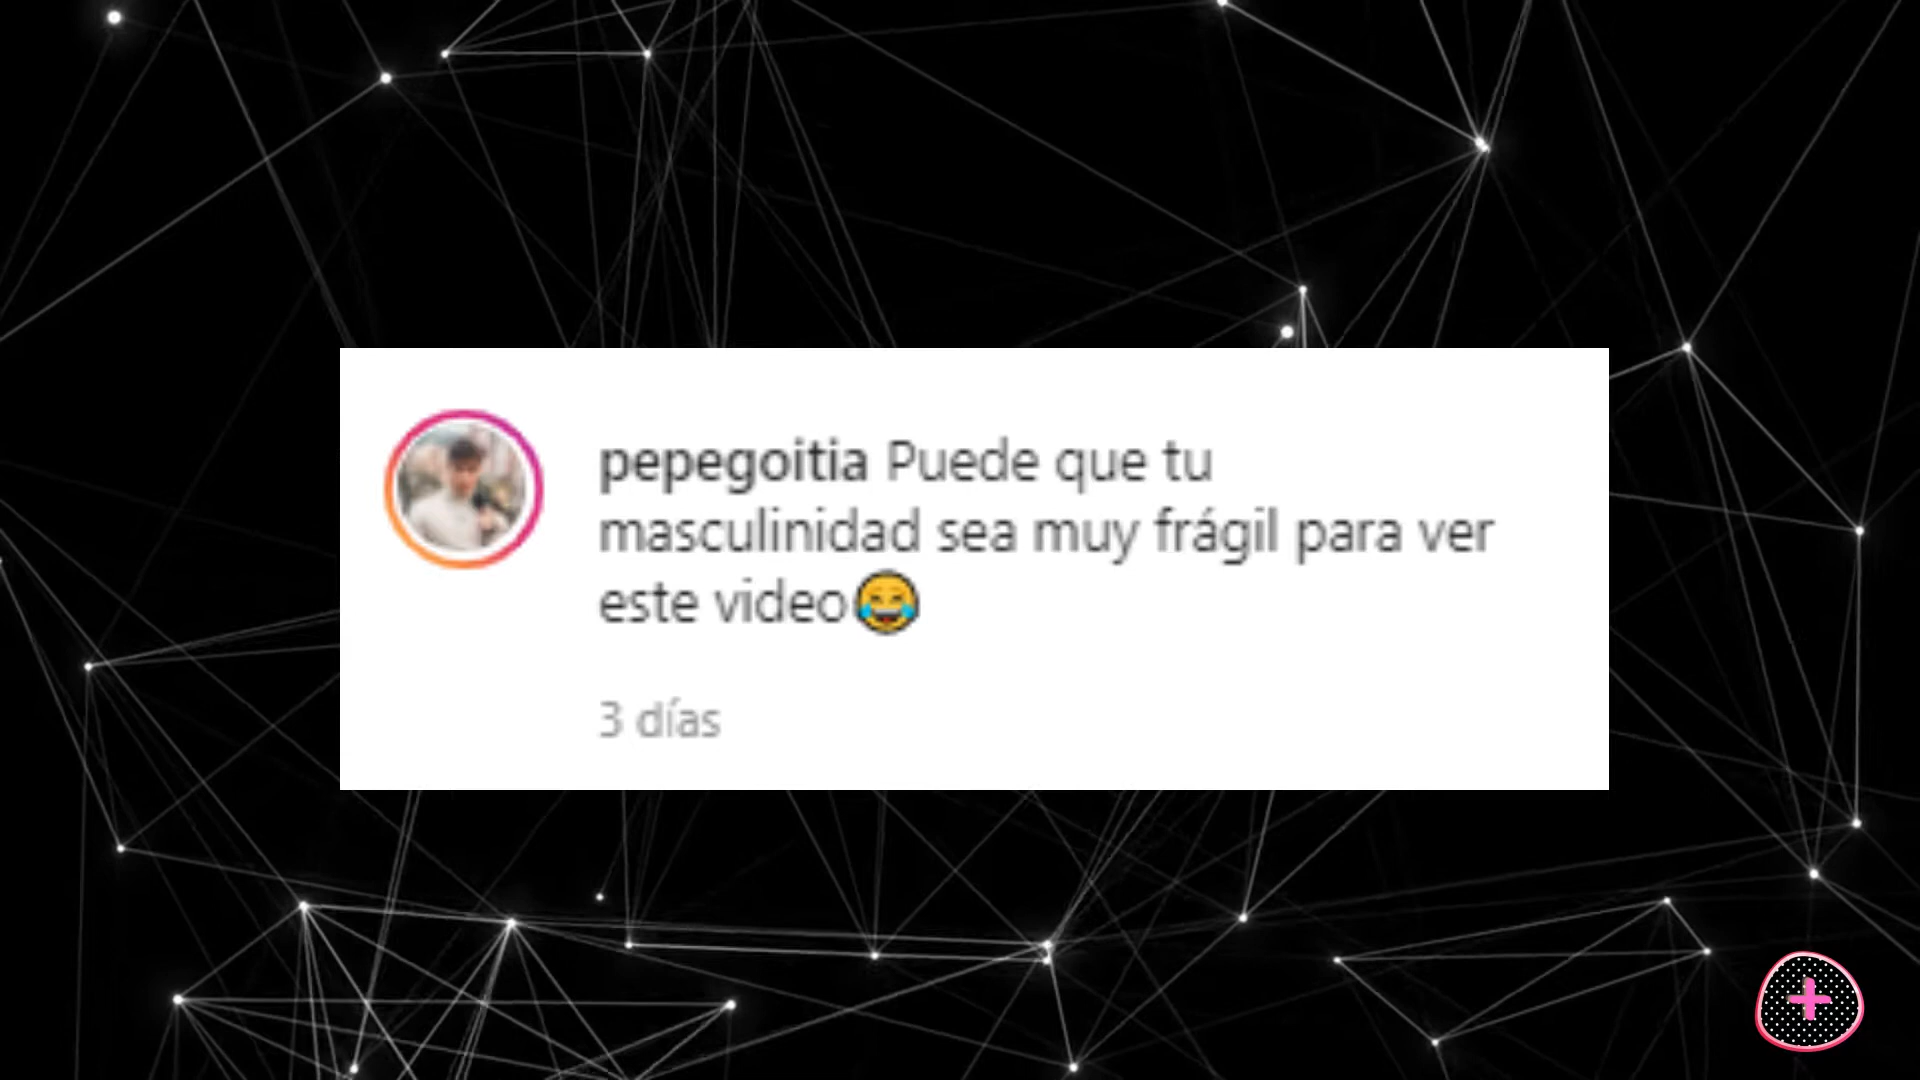 pepegoitia Puede que tu
masculinidad sea muy frágil para ver
este video😂
3 días